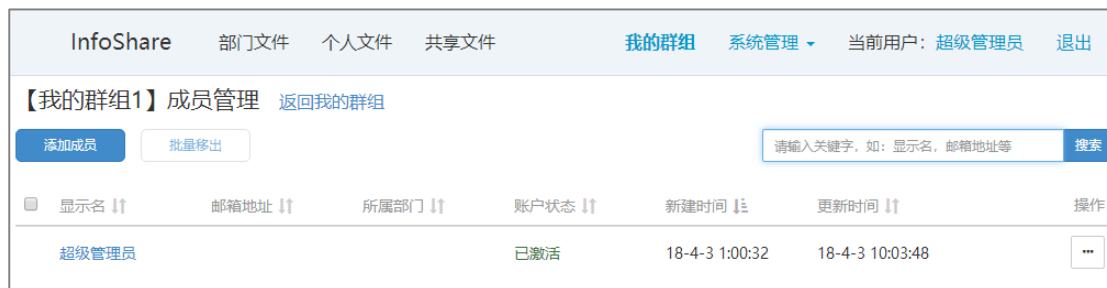 InfoShare 部门文件 个人文件 共享文件 我的群组 系统管理 当前用户：超级管理员 退出
【我的群组1】成员管理 返回我的群组
添加成员 批量移出 请输入关键字，如：显示名，邮箱地址等 搜索
显示名 邮箱地址 所属部门 账户状态 新建时间 更新时间 操作
超级管理员 已激活 18-4-3 1:00:32 18-4-3 10:03:48 ...